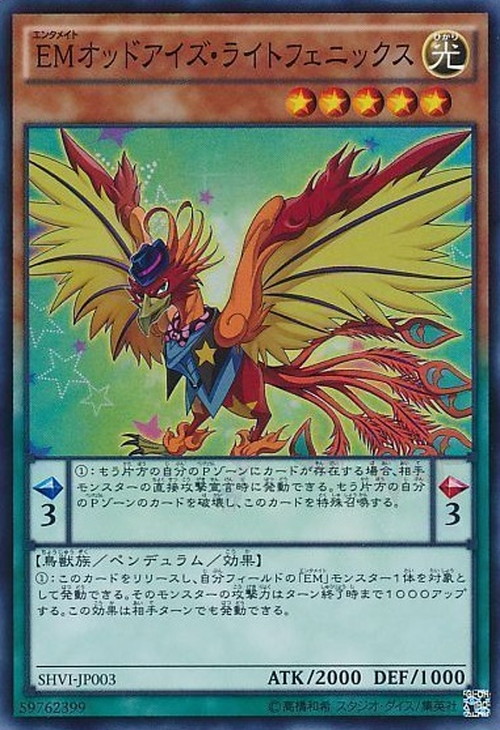 エンタメイト
EMオッドアイズ・ライトフェニックス
ひかり
光
①：もう片方の自分のPゾーンにカードが存在する場合、相手
モンスターの直接攻撃宣言時に発動できる。もう片方の自分
のPゾーンのカードを破壊し、このカードを特殊召喚する。
3
3
【鳥獣族／ペンデュラム／効果】
①：このカードをリリースし、自分フィールドの「EM」モンスター1体を対象と
して発動できる。そのモンスターの攻撃力はターン終了時まで1000アップ
する。この効果は相手ターンでも発動できる。
SHVI-JP003
ATK/2000 DEF/1000
59762399
©高橋和希 スタジオ・ダイス/集英社